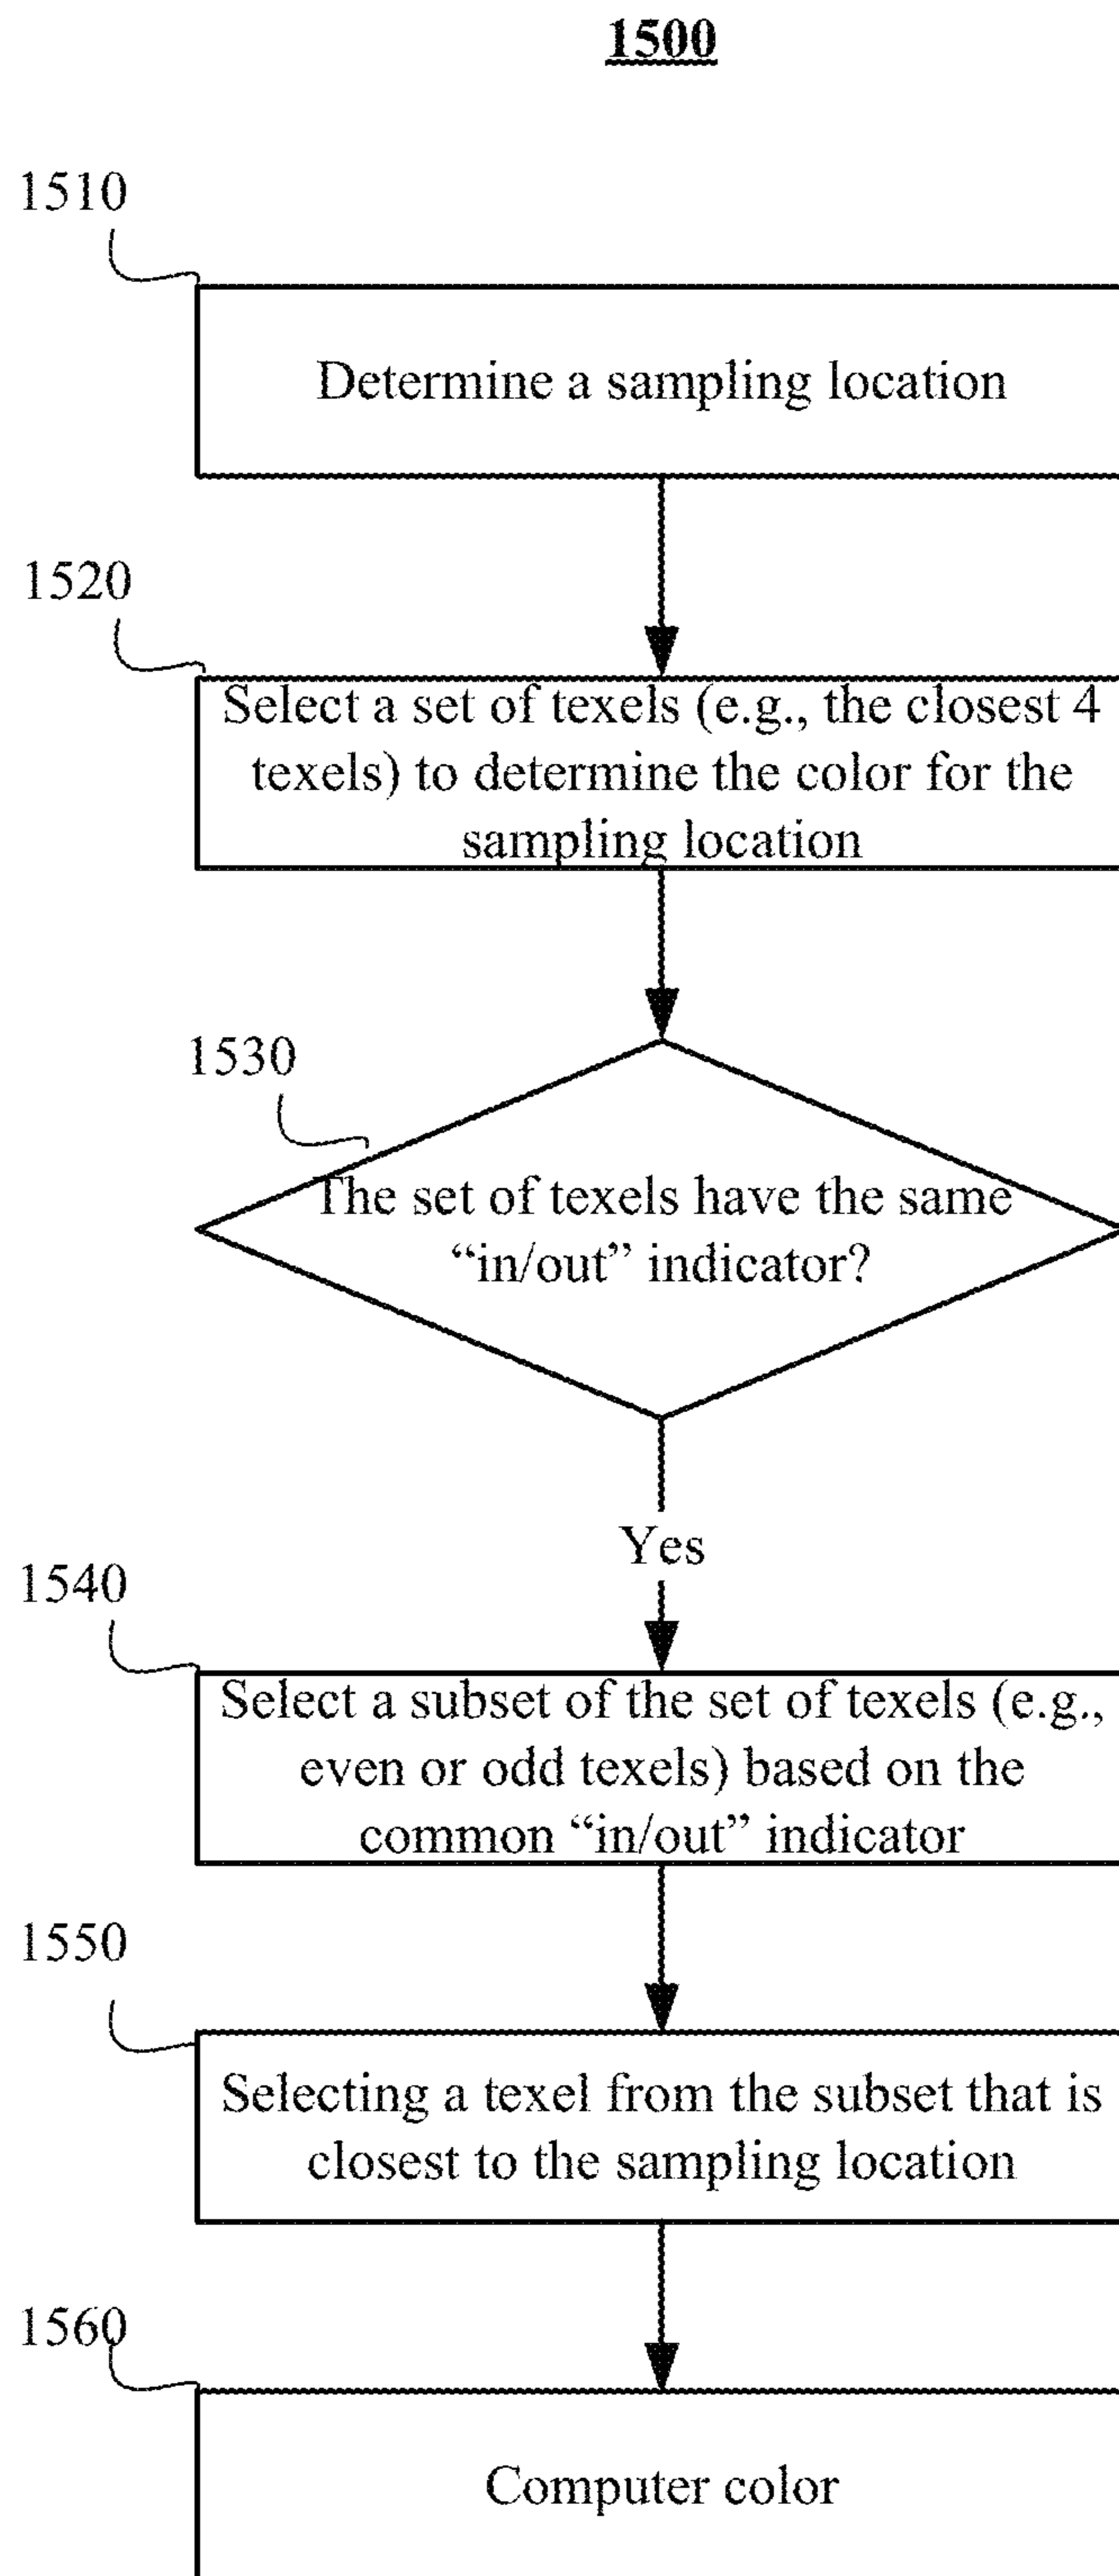 1500
1510
Determine a sampling location
1520
Select a set of texels (e.g., the closest 4
texels) to determine the color for the
sampling location
1530
The set of texels have the same
“in/out” indicator?
Yes
1540
Select a subset of the set of texels (e.g.,
even or odd texels) based on the
common “in/out” indicator
1550
Selecting a texel from the subset that is
closest to the sampling location
1560
Computer color